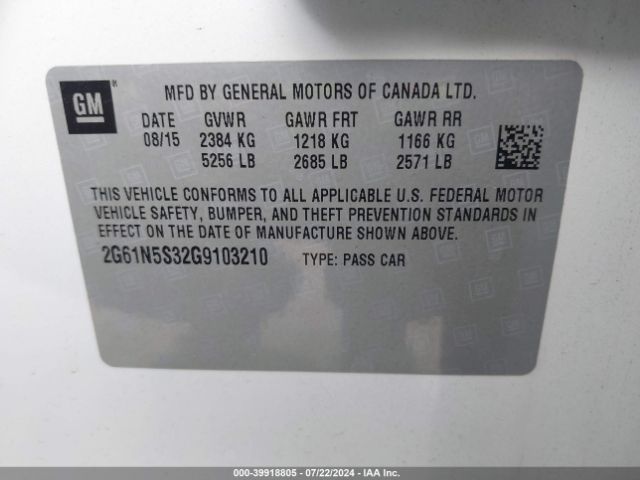 GM
MFD BY GENERAL MOTORS OF CANADA LTD.
DATE GVWR GAWR FRT GAWR RR
08/15 2384 KG 1218 KG 1166 KG
5256 LB 2685 LB 2571 LB
THIS VEHICLE CONFORMS TO ALL APPLICABLE U.S. FEDERAL MOTOR
VEHICLE SAFETY, BUMPER, AND THEFT PREVENTION STANDARDS IN
EFFECT ON THE DATE OF MANUFACTURE SHOWN ABOVE.
2G61N5S32G9103210 TYPE: PASS CAR
000-39918805 - 07/22/2024 - IAAI.com